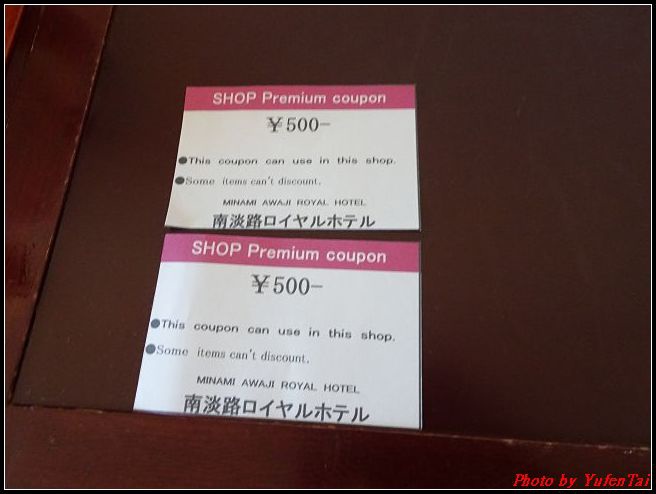 SHOP Premium coupon
￥500-
●This coupon can use in this shop.
●Some items can't discount.
MINAMI AWAJI ROYAL HOTEL
南淡路ロイヤルホテル
SHOP Premium coupon
￥500-
●This coupon can use in this shop.
●Some items can't discount.
MINAMI AWAJI ROYAL HOTEL
南淡路ロイヤルホテル
Photo by YufenTai